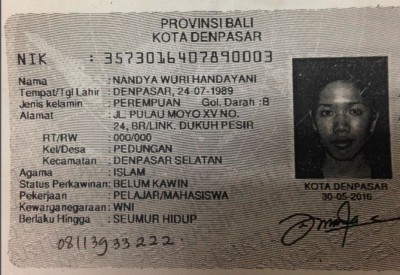 PROVINSI BALI
KOTA DENPASAR
NIK : 3573016407890003
Nama : NANDYA WURI HANDAYANI
Tempat/Tgl Lahir : DENPASAR, 24-07-1989
Jenis kelamin : PEREMPUAN Gol. Darah :B
Alamat : JL. PULAU MOYO XV NO.
24, BR/LINK. DUKUH PESIR
RT/RW : 000/000
Kel/Desa : PEDUNGAN
Kecamatan : DENPASAR SELATAN
Agama : ISLAM
Status Perkawinan: BELUM KAWIN
Pekerjaan : PELAJAR/MAHASISWA
Kewarganegaraan: WNI
Berlaku Hingga : SEUMUR HIDUP
KOTA DENPASAR
30-05-2016
08113933222.